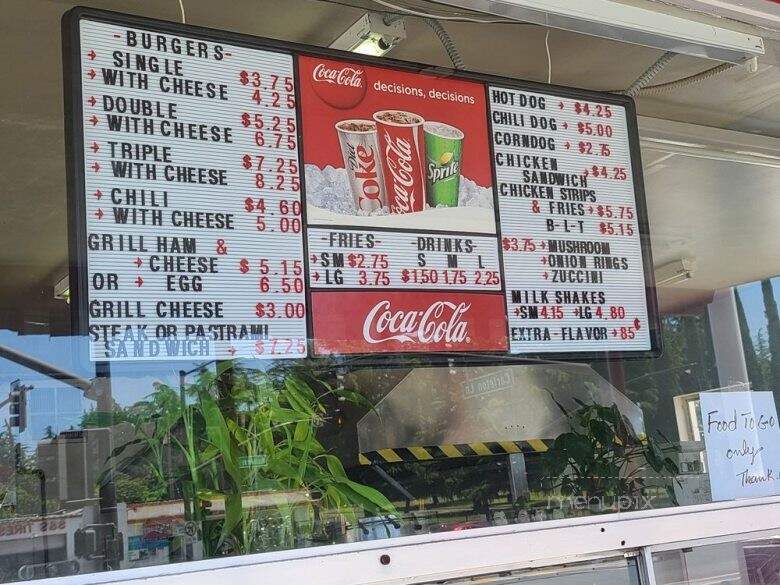 -BURGERS-
SINGLE $3.75
WITH CHEESE 4.25
DOUBLE $5.25
WITH CHEESE 6.75
TRIPLE $7.25
WITH CHEESE 8.25
CHILI $4.60
WITH CHEESE 5.00
GRILL HAM &
CHEESE $5.15
OR EGG 6.50
GRILL CHEESE $3.00
STEAK OR PASTRAMI
SANDWICH $7.25
Coca-Cola
decisions, decisions
Diet Coke
Coca-Cola
Sprite
-FRIES- -DRINKS-
SM $2.75 S M L
LG 3.75 $1.50 1.75 2.25
Coca-Cola
HOT DOG $4.25
CHILI DOG $5.00
CORNDOG $2.75
CHICKEN
SANDWICH $4.25
CHICKEN STRIPS
& FRIES $5.75
B-L-T $5.15
$3.75 MUSHROOM
ONION RINGS
ZUCCINI
MILK SHAKES
SM 4.15 LG 4.80
EXTRA-FLAVOR 85¢
Food To Go
only
Thank
menupix